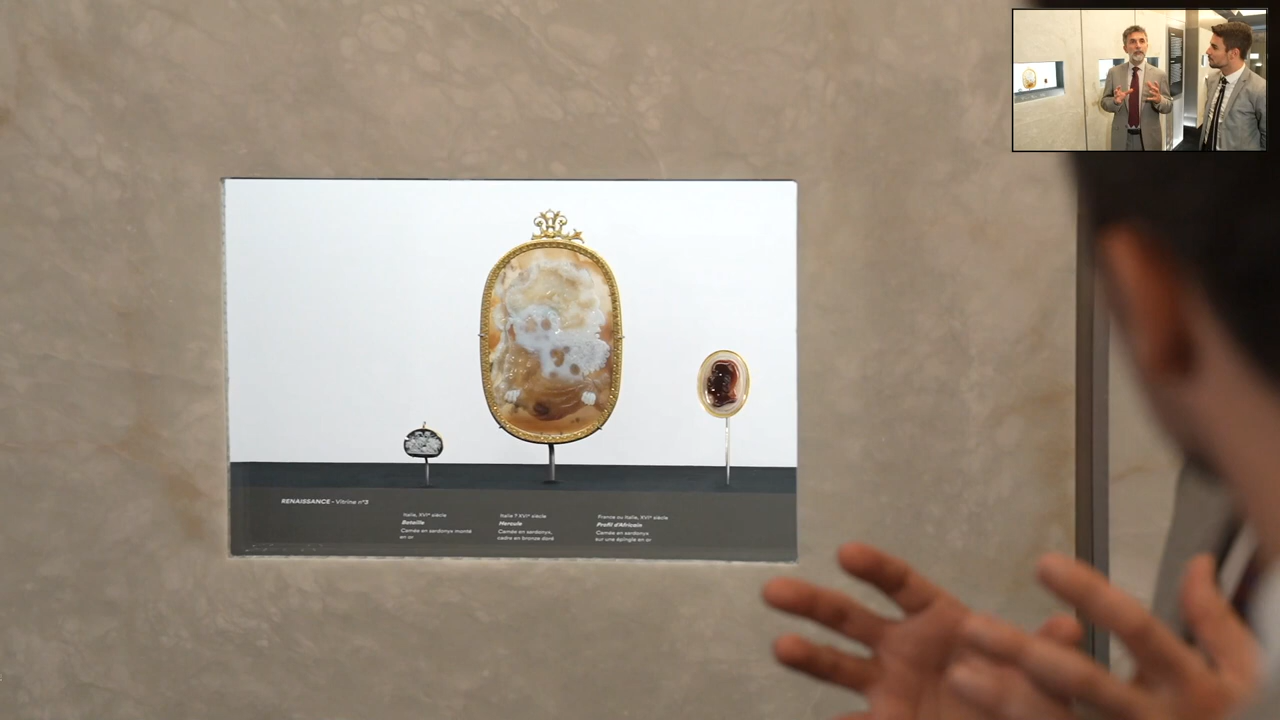 RENAISSANCE - Vitrine n°3
Italie, XVIᵉ siècle
Bataille
Camée en sardonyx monté
en or
Italie ? XVIᵉ siècle
Hercule
Camée en sardonyx,
cadre en bronze doré
France ou Italie, XVIᵉ siècle
Profil d'Africain
Camée en sardonyx
sur une épingle en or